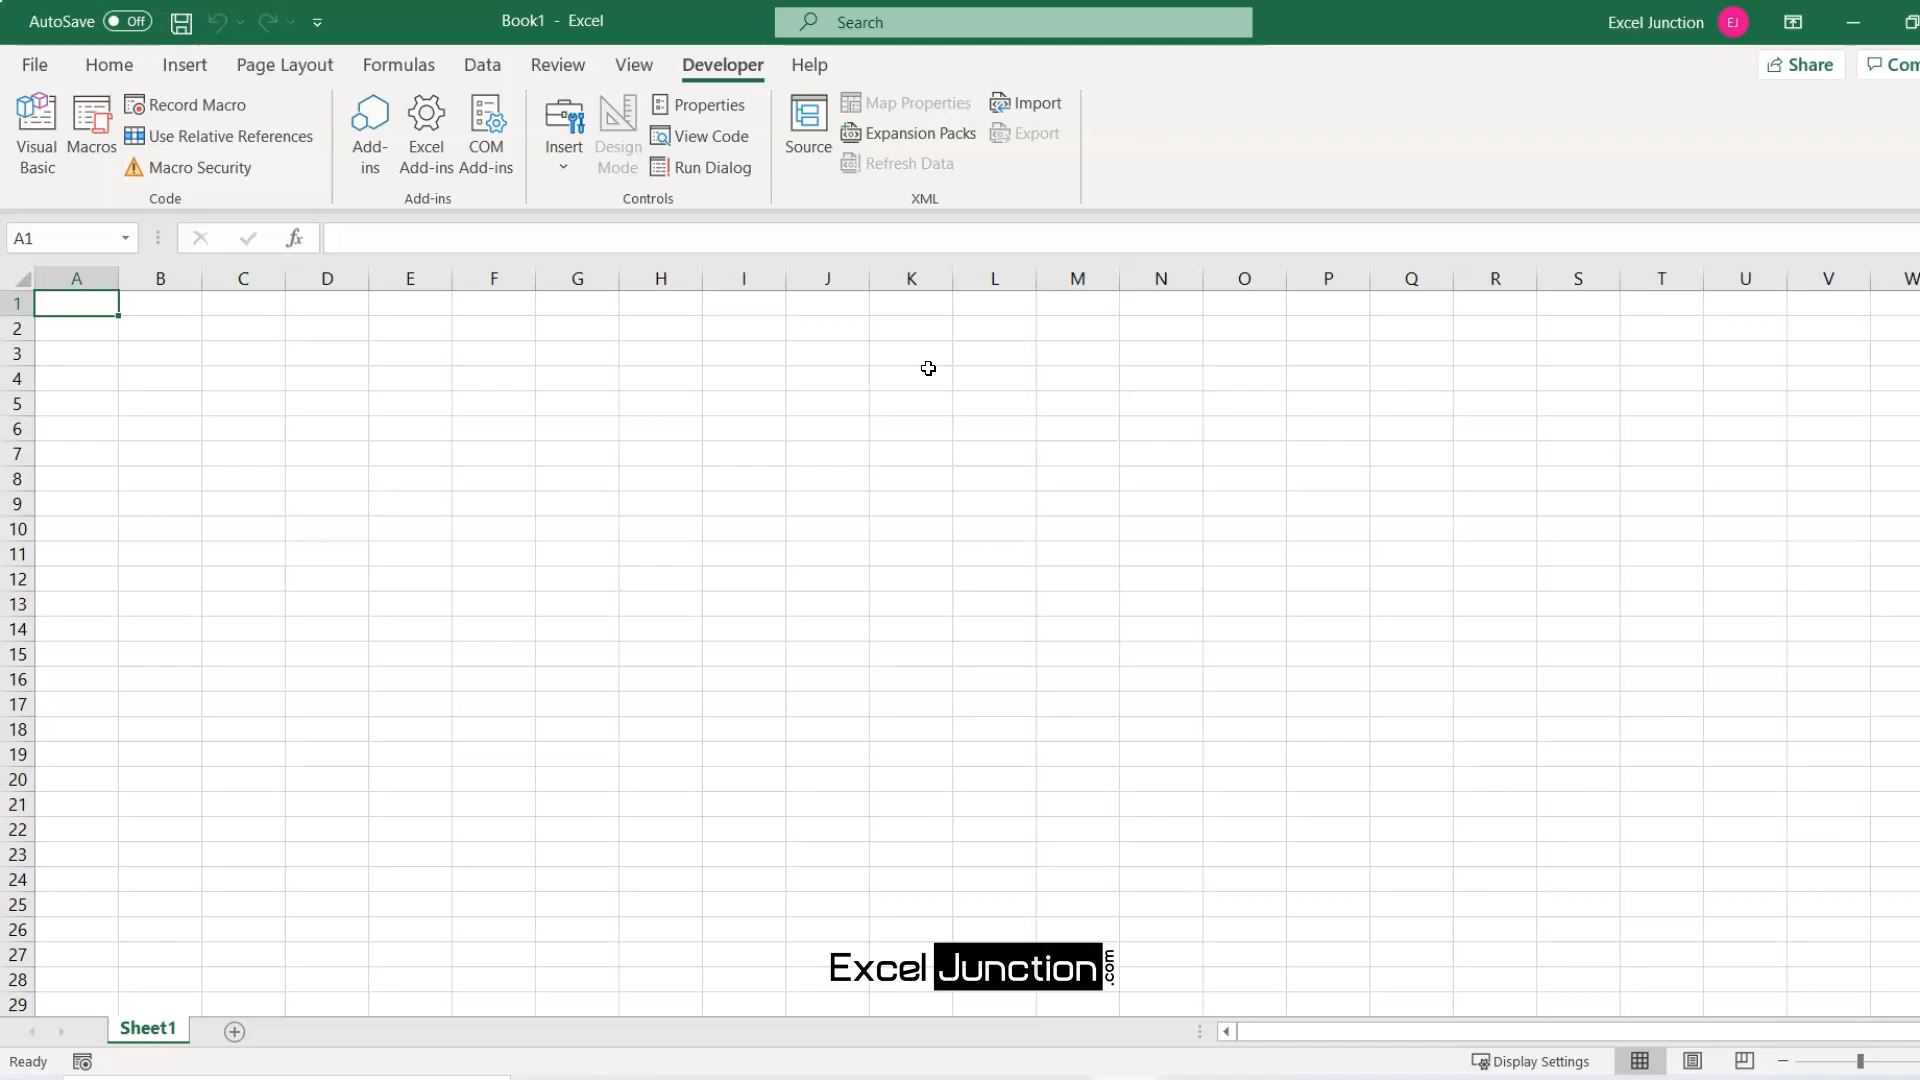 AutoSave Off Book1 - Excel Search Excel Junction EJ
File Home Insert Page Layout Formulas Data Review View Developer Help Share Com
Visual Basic
Macros
Record Macro
Use Relative References
Macro Security
Code
Add-ins
Excel Add-ins
COM Add-ins
Add-ins
Insert
Design Mode
Properties
View Code
Run Dialog
Controls
Source
Map Properties
Expansion Packs
Refresh Data
Import
Export
XML
A1 fx
A B C D E F G H I J K L M N O P Q R S T U V W
1
2
3
4
5
6
7
8
9
10
11
12
13
14
15
16
17
18
19
20
21
22
23
24
25
26
27
28
29
Excel Junction .com
Sheet1
Ready Display Settings